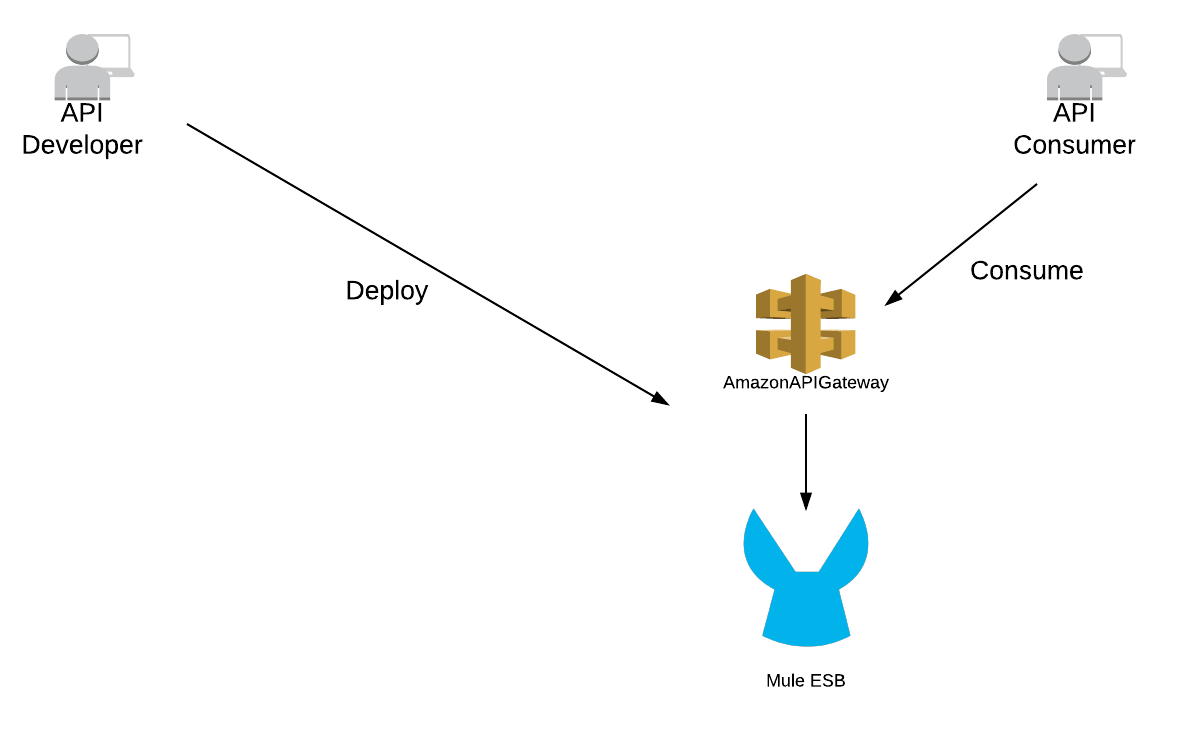 API
Developer
API
Consumer
Deploy
Consume
AmazonAPIGateway
Mule ESB